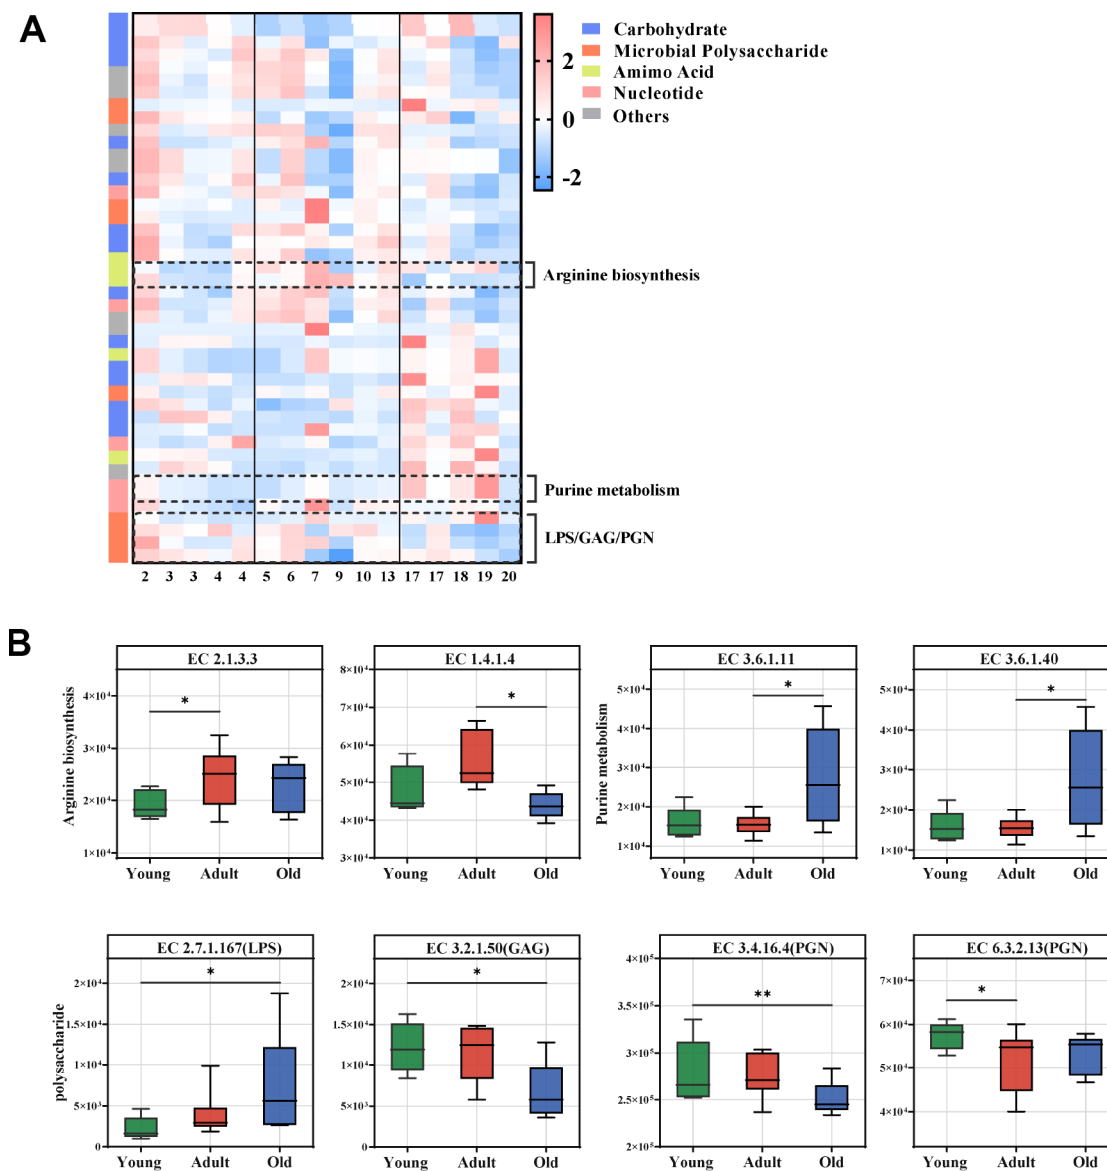 A
2
0
-2
Carbohydrate
Microbial Polysaccharide
Amimo Acid
Nucleotide
Others
Arginine biosynthesis
Purine metabolism
LPS/GAG/PGN
2 3 3 4 4 5 6 7 9 10 13 17 17 18 19 20
B
EC 2.1.3.3
Arginine biosynthesis
4×10⁴
3×10⁴
2×10⁴
1×10⁴
*
Young Adult Old
EC 1.4.1.4
8×10⁴
7×10⁴
6×10⁴
5×10⁴
4×10⁴
3×10⁴
*
Young Adult Old
EC 3.6.1.11
Purine metabolism
5×10⁴
4×10⁴
3×10⁴
2×10⁴
1×10⁴
*
Young Adult Old
EC 3.6.1.40
5×10⁴
4×10⁴
3×10⁴
2×10⁴
1×10⁴
*
Young Adult Old
EC 2.7.1.167(LPS)
polysaccharide
2×10⁴
1.5×10⁴
1×10⁴
5×10³
0
*
Young Adult Old
EC 3.2.1.50(GAG)
2×10⁴
1.5×10⁴
1×10⁴
5×10³
0
*
Young Adult Old
EC 3.4.16.4(PGN)
4×10⁵
3.5×10⁵
3×10⁵
2.5×10⁵
2×10⁵
**
Young Adult Old
EC 6.3.2.13(PGN)
7×10⁴
6×10⁴
5×10⁴
4×10⁴
*
Young Adult Old